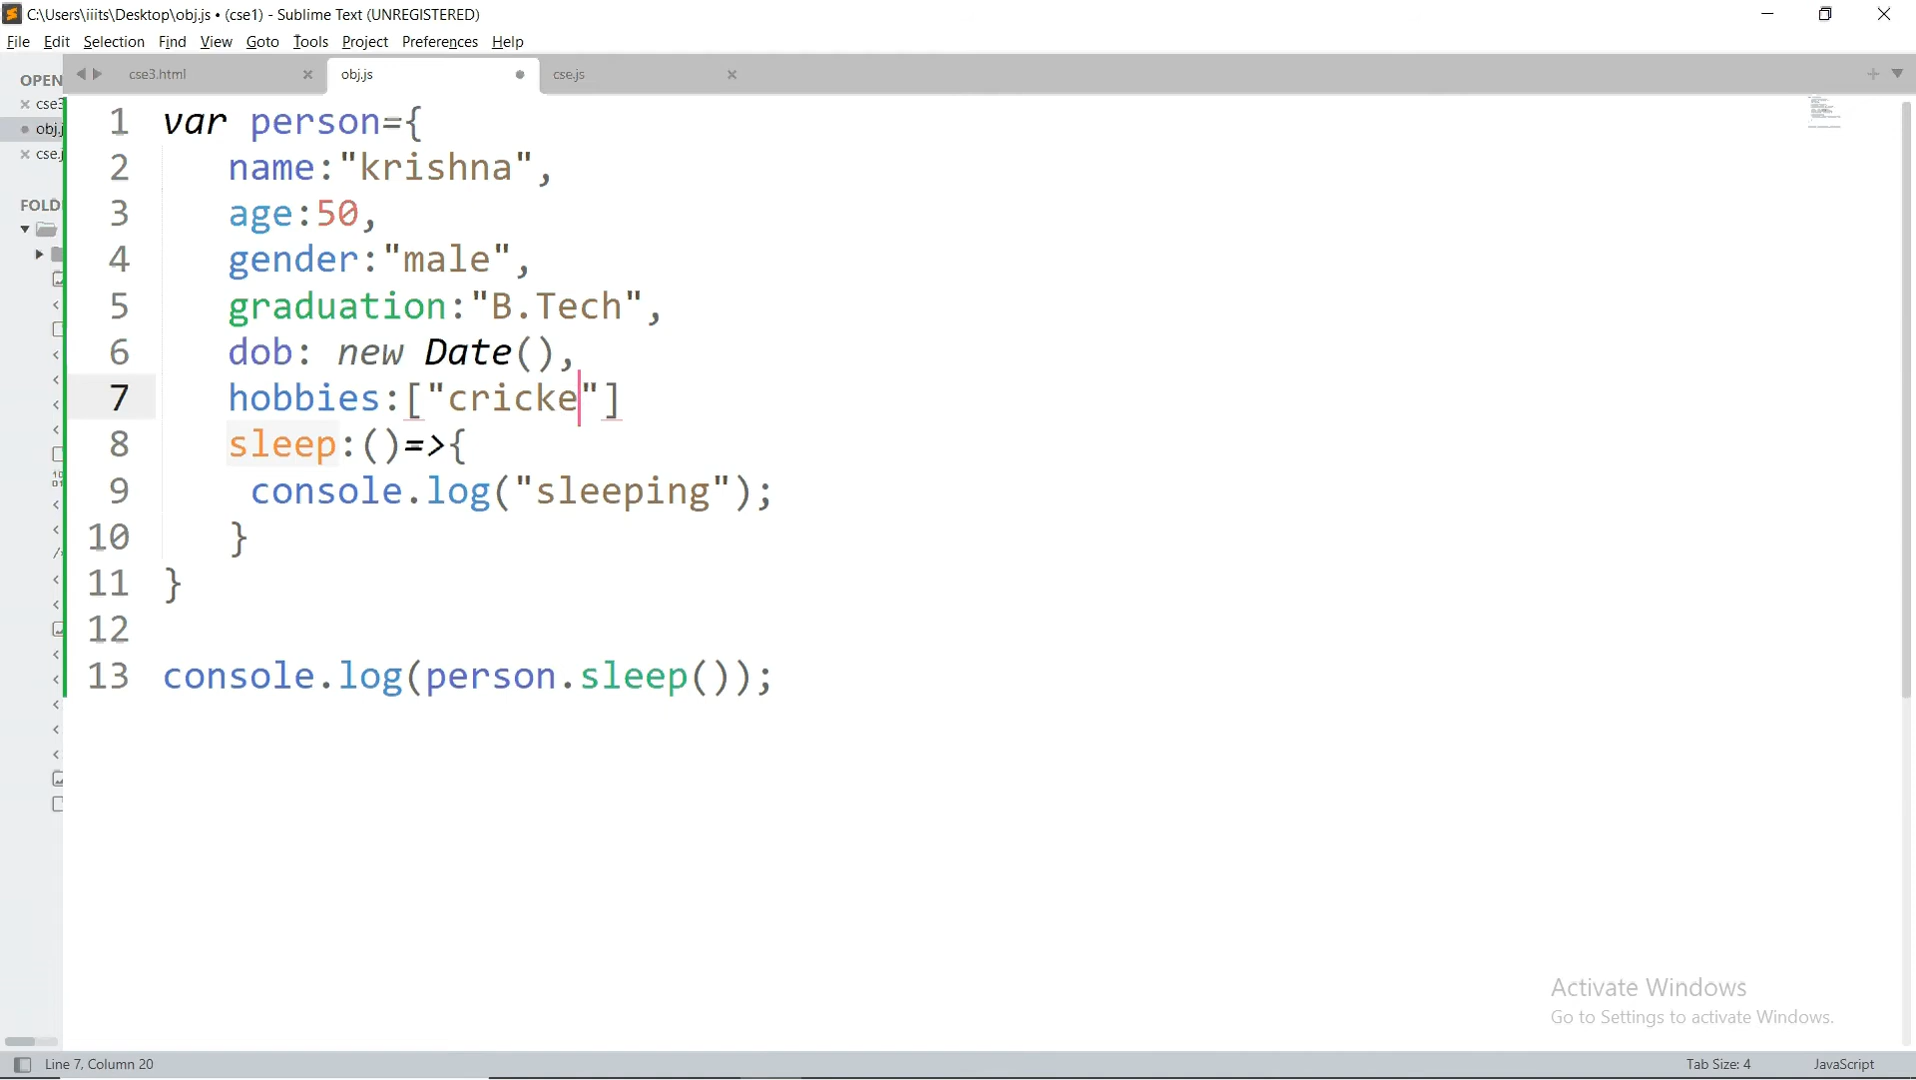 C:\Users\iiits\Desktop\obj.js • (cse1) - Sublime Text (UNREGISTERED)
File Edit Selection Find View Goto Tools Project Preferences Help
OPEN
cse3
obj.j
cse.j
FOLD
cse3.html
obj.js
cse.js
1 var person={
2 name:"krishna",
3 age:50,
4 gender:"male",
5 graduation:"B.Tech",
6 dob: new Date(),
7 hobbies:["cricke"]
8 sleep:()=>{
9 console.log("sleeping");
10 }
11 }
12
13 console.log(person.sleep());
Activate Windows
Go to Settings to activate Windows.
Line 7, Column 20
Tab Size: 4
JavaScript